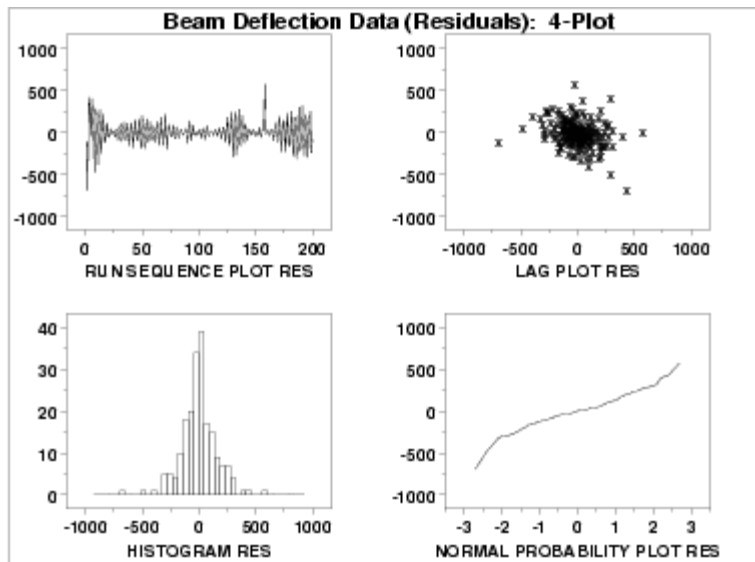 Beam Deflection Data (Residuals): 4-Plot
1000
500
0
-500
-1000
0 50 100 150 200
RUN SEQUENCE PLOT RES
1000
500
0
-500
-1000
-1000 -500 0 500 1000
LAG PLOT RES
40
30
20
10
0
-1000 -500 0 500 1000
HISTOGRAM RES
1000
500
0
-500
-1000
-3 -2 -1 0 1 2 3
NORMAL PROBABILITY PLOT RES